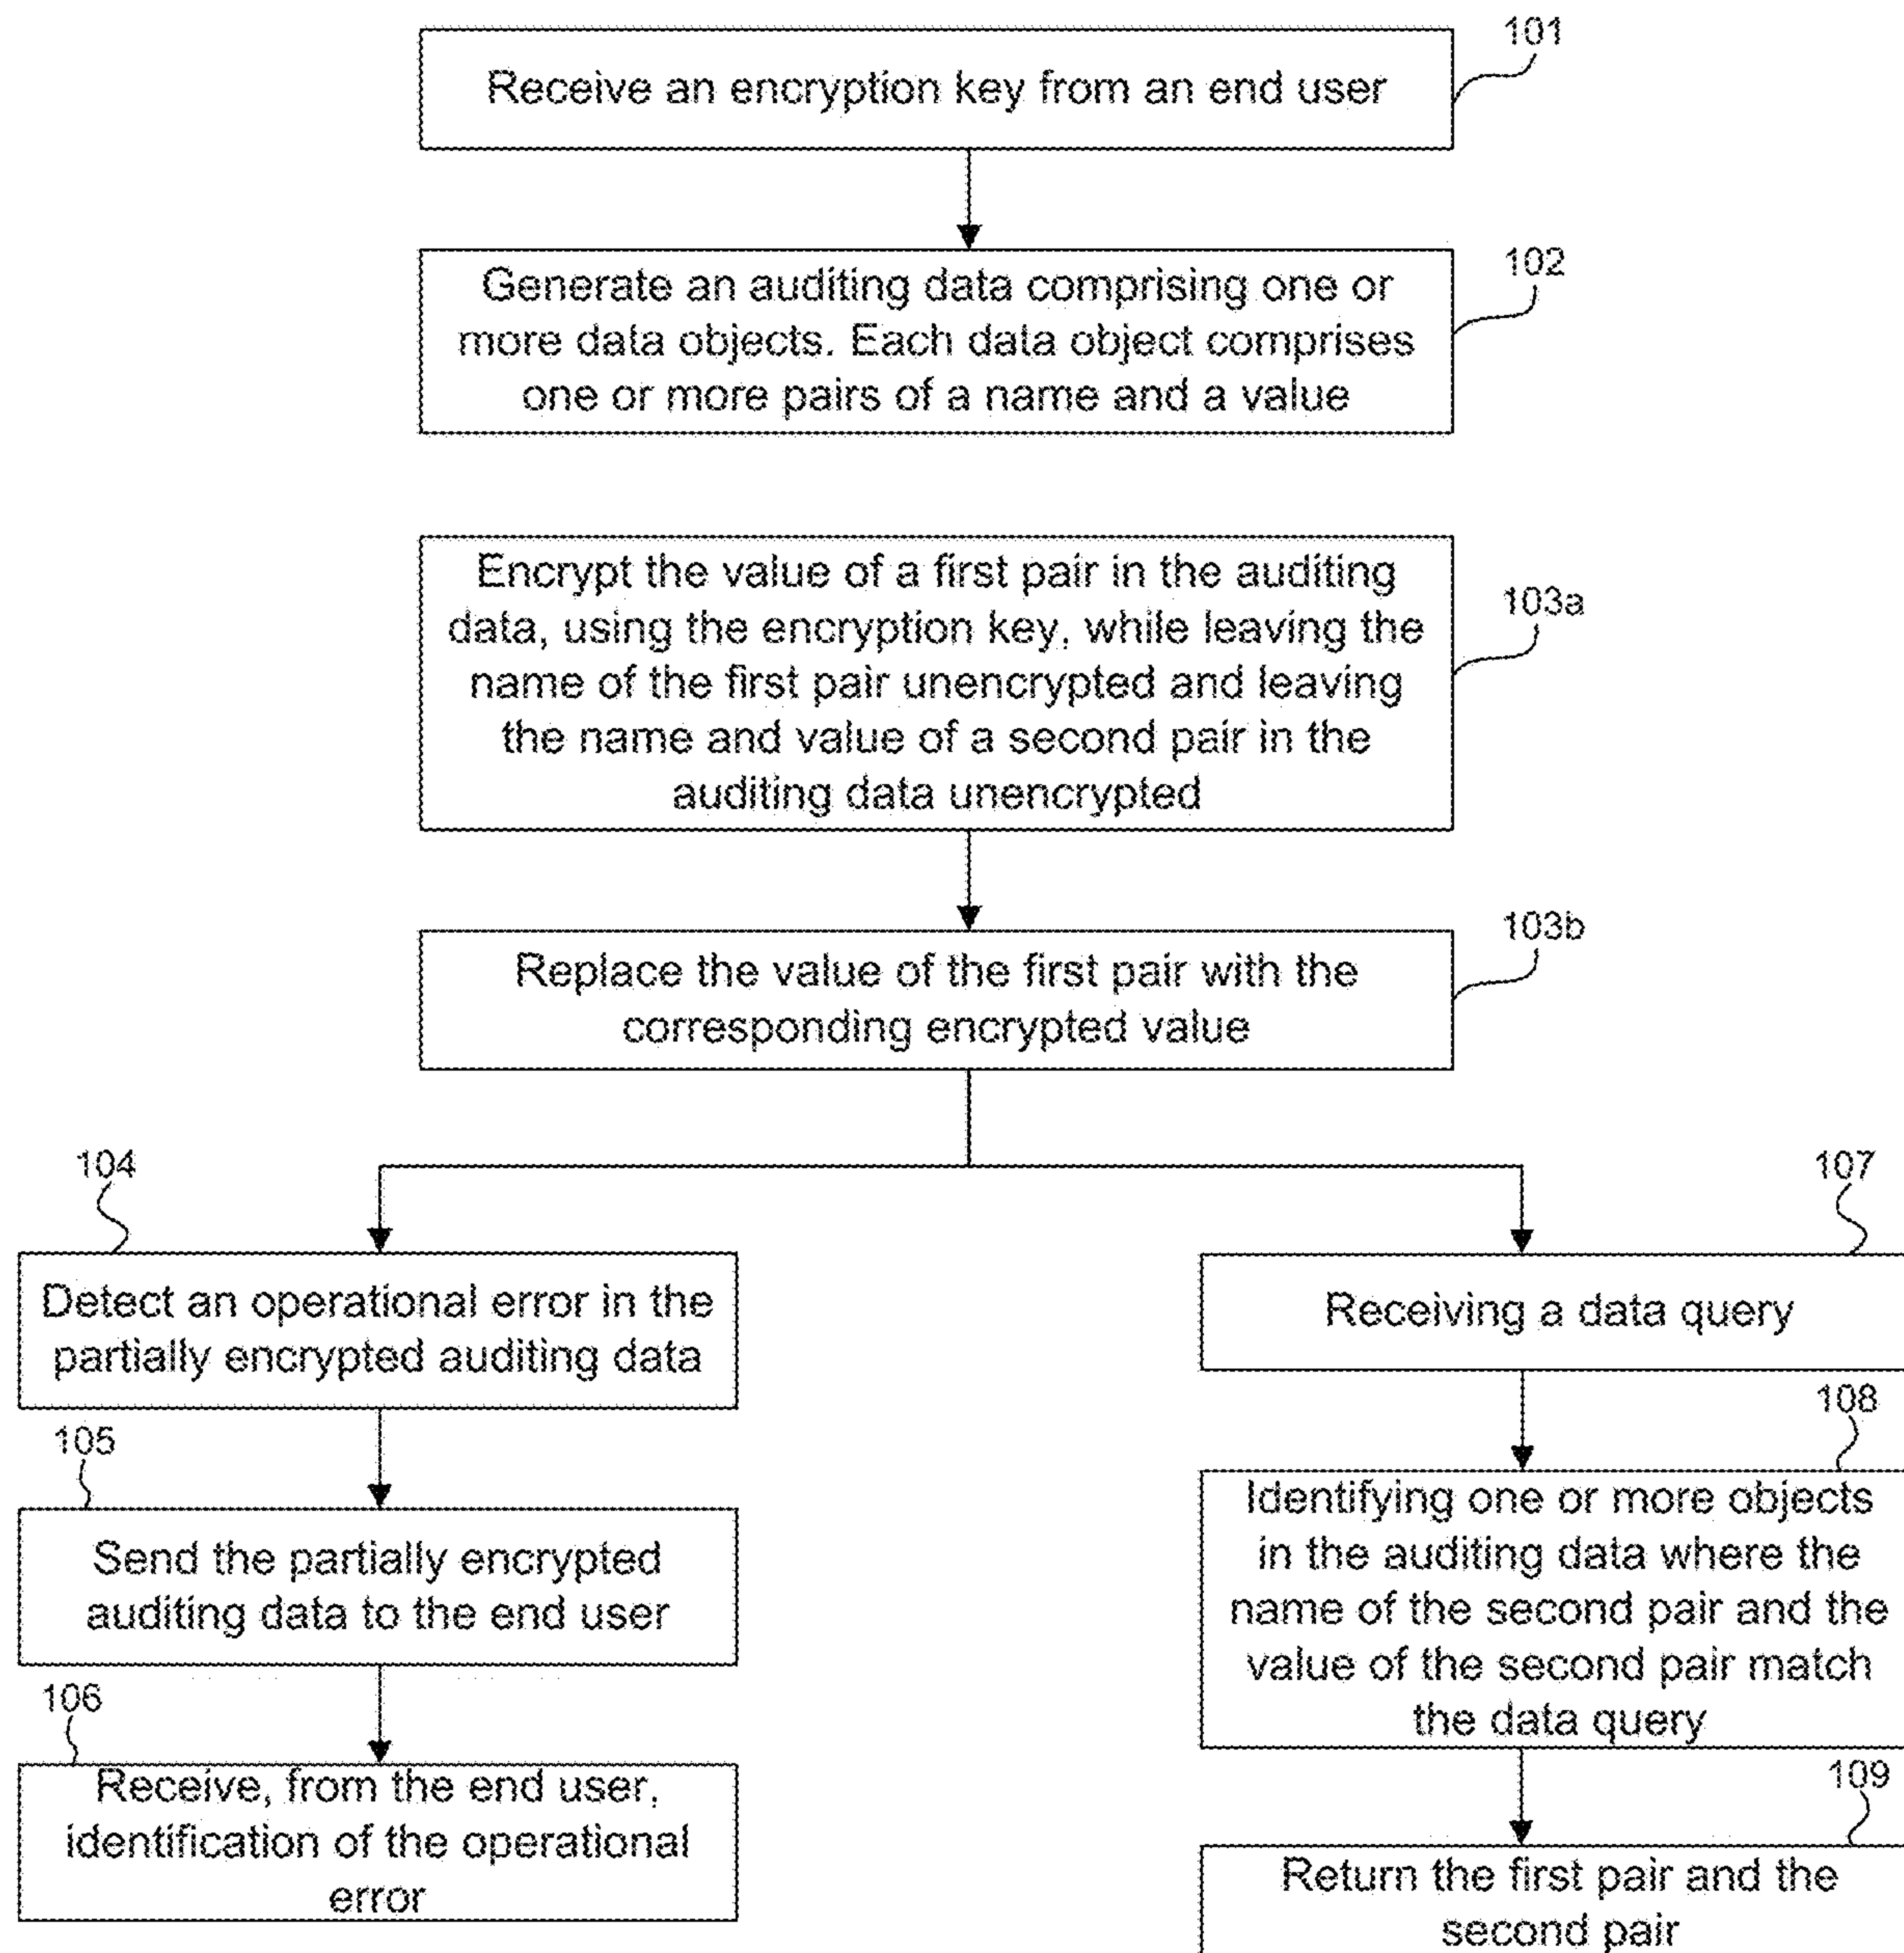 101
Receive an encryption key from an end user
102
Generate an auditing data comprising one or
more data objects. Each data object comprises
one or more pairs of a name and a value
103a
Encrypt the value of a first pair in the auditing
data, using the encryption key, while leaving the
name of the first pair unencrypted and leaving
the name and value of a second pair in the
auditing data unencrypted
103b
Replace the value of the first pair with the
corresponding encrypted value
104
Detect an operational error in the
partially encrypted auditing data
105
Send the partially encrypted
auditing data to the end user
106
Receive, from the end user,
identification of the operational
error
107
Receiving a data query
108
Identifying one or more objects
in the auditing data where the
name of the second pair and the
value of the second pair match
the data query
109
Return the first pair and the
second pair